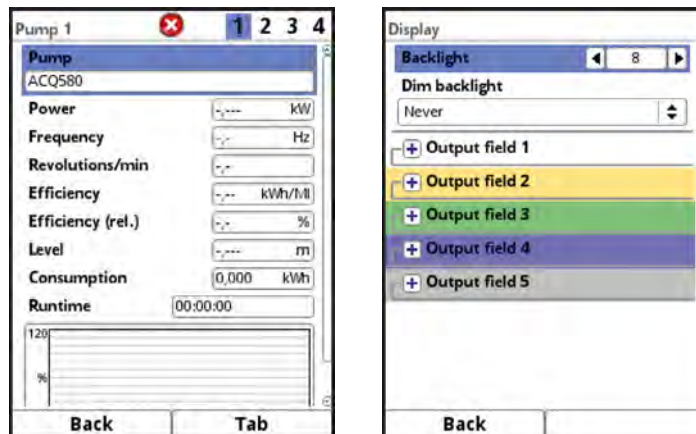 Pump 1 1 2 3 4
Pump
ACQ580
Power -,--- kW
Frequency -,- Hz
Revolutions/min -,-
Efficiency -,-- kWh/Ml
Efficiency (rel.) -,- %
Level -,--- m
Consumption 0,000 kWh
Runtime 00:00:00
120
%
Back Tab
Display
Backlight 8
Dim backlight
Never
Output field 1
Output field 2
Output field 3
Output field 4
Output field 5
Back